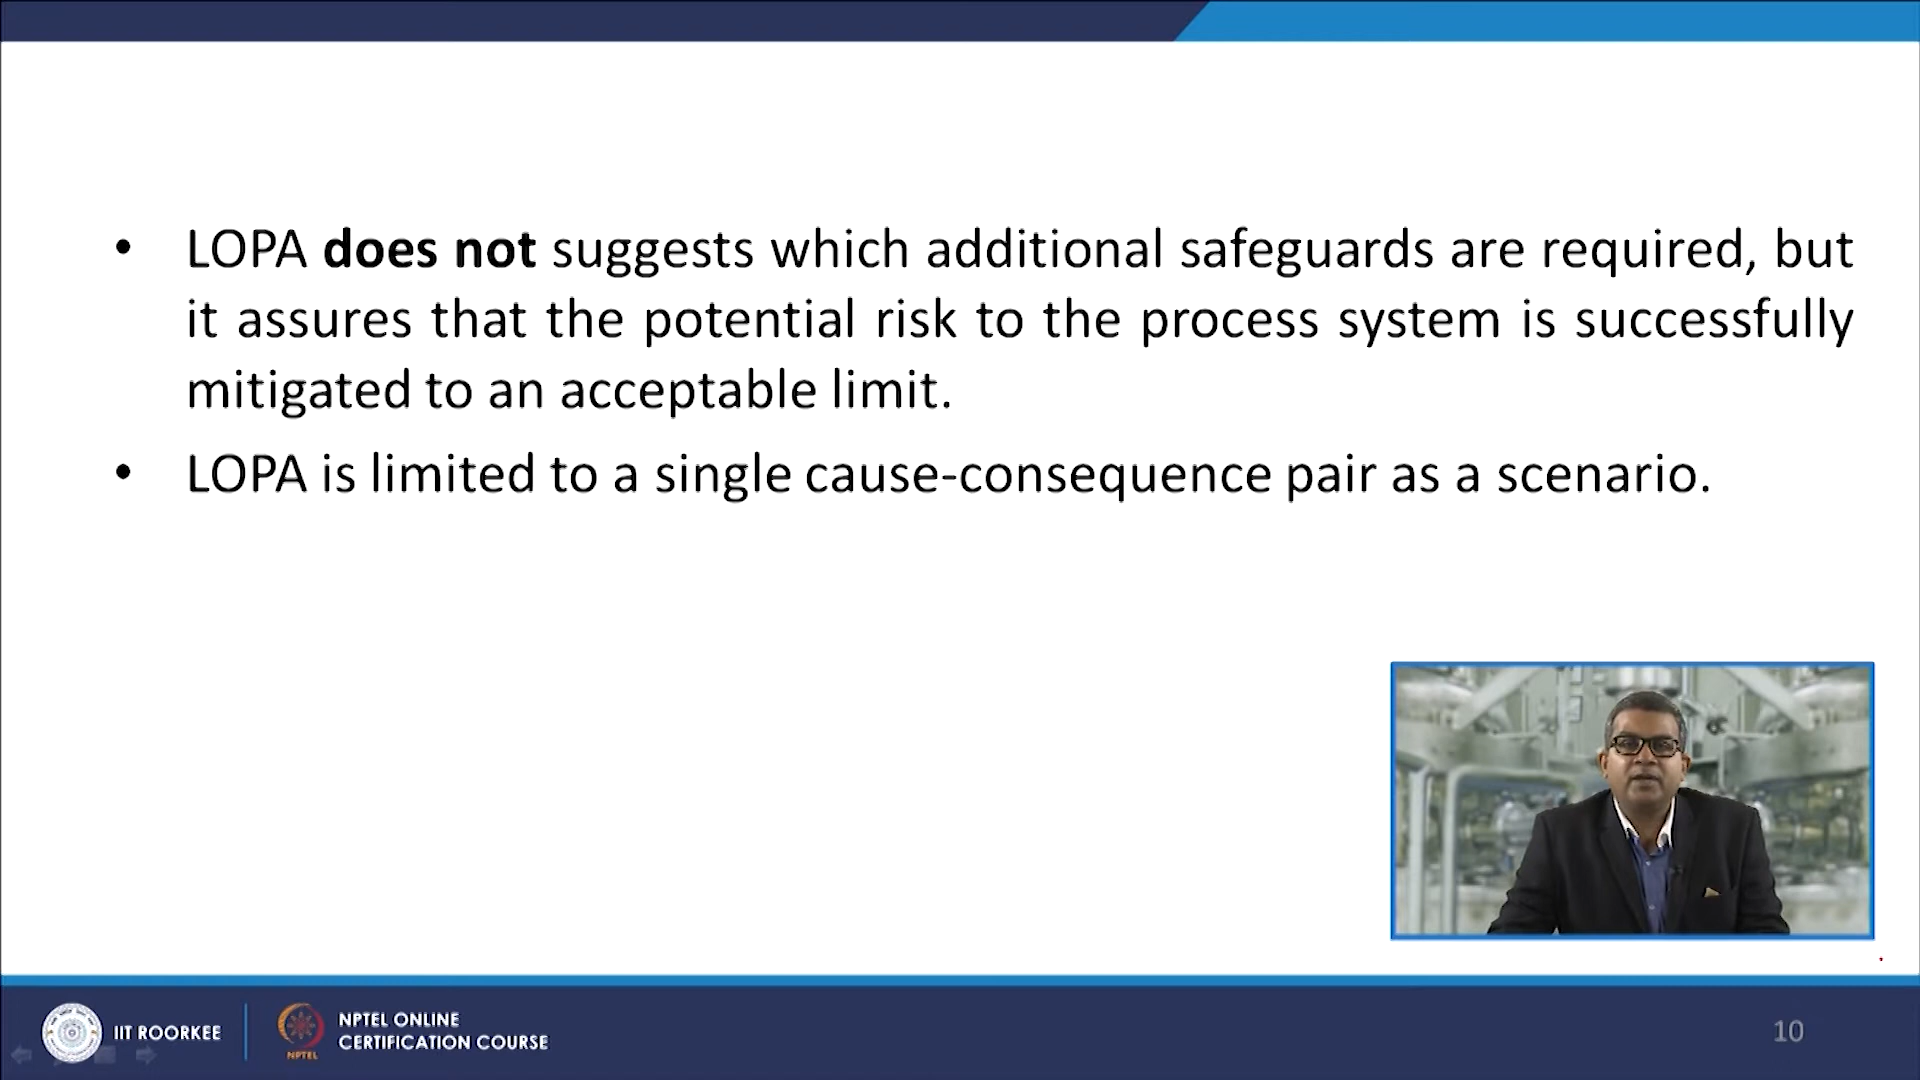 • LOPA does not suggests which additional safeguards are required, but
it assures that the potential risk to the process system is successfully
mitigated to an acceptable limit.
• LOPA is limited to a single cause-consequence pair as a scenario.
IIT ROORKEE
NPTEL
NPTEL ONLINE
CERTIFICATION COURSE
10